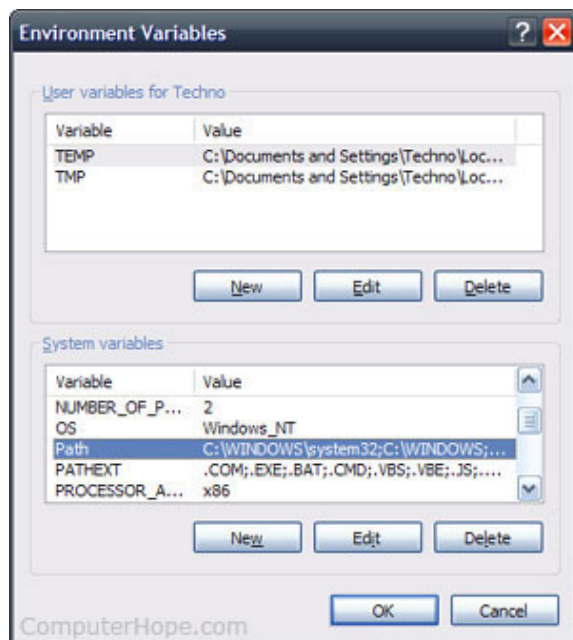 Environment Variables
User variables for Techno
Variable Value
TEMP C:\Documents and Settings\Techno\Loc...
TMP C:\Documents and Settings\Techno\Loc...
New Edit Delete
System variables
Variable Value
NUMBER_OF_P... 2
OS Windows_NT
Path C:\WINDOWS\system32;C:\WINDOWS;...
PATHEXT .COM;.EXE;.BAT;.CMD;.VBS;.VBE;.JS;....
PROCESSOR_A... x86
New Edit Delete
OK Cancel
ComputerHope.com